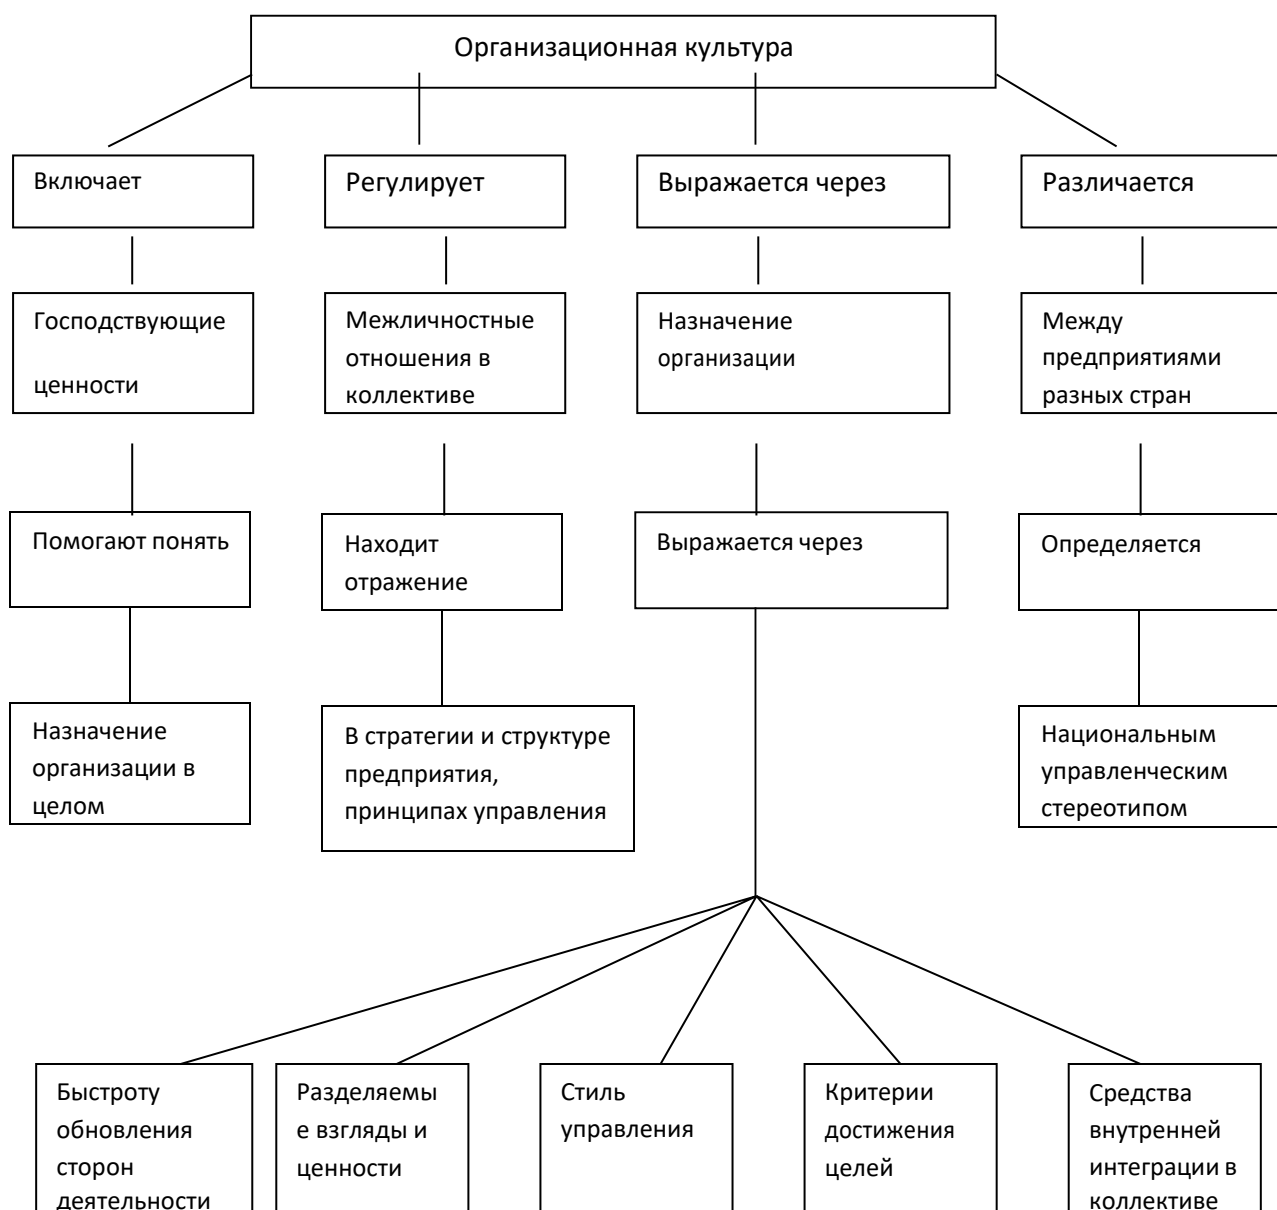 Организационная культура
Включает
Регулирует
Выражается через
Различается
Господствующие
ценности
Межличностные
отношения в
коллективе
Назначение
организации
Между
предприятиями
разных стран
Помогают понять
Находит
отражение
Выражается через
Определяется
Назначение
организации в
целом
В стратегии и структуре
предприятия,
принципах управления
Национальным
управленческим
стереотипом
Быстроту
обновления
сторон
деятельности
Разделяемы
е взгляды и
ценности
Стиль
управления
Критерии
достижения
целей
Средства
внутренней
интеграции в
коллективе